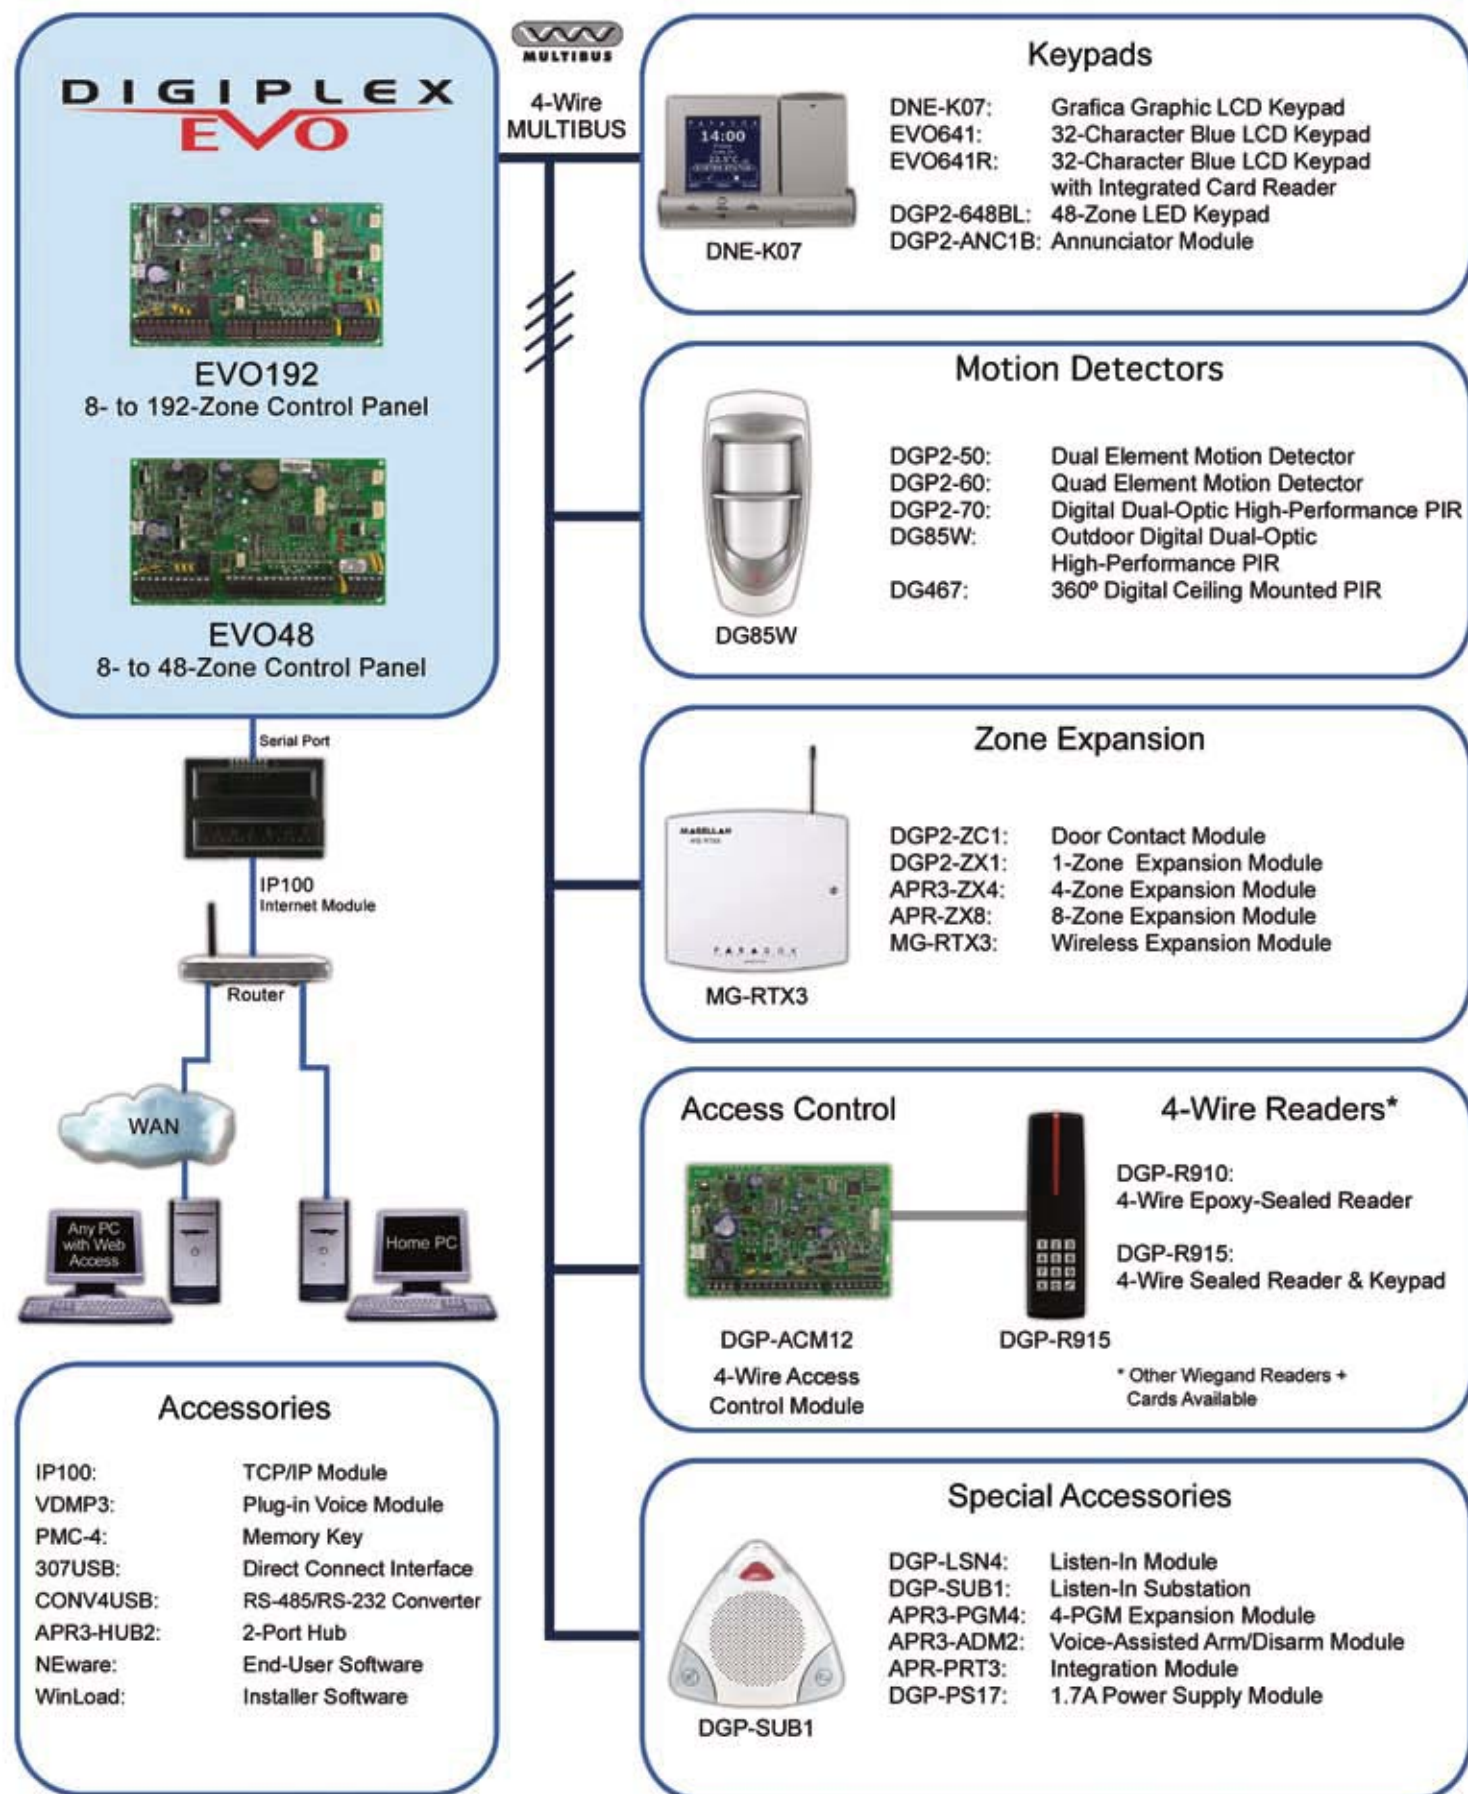 DIGIPLEX
EVO
EVO192
8- to 192-Zone Control Panel
EVO48
8- to 48-Zone Control Panel
MULTIBUS
4-Wire
MULTIBUS
Keypads
14:00
DNE-K07
DNE-K07: Grafica Graphic LCD Keypad
EVO641: 32-Character Blue LCD Keypad
EVO641R: 32-Character Blue LCD Keypad
with Integrated Card Reader
DGP2-648BL: 48-Zone LED Keypad
DGP2-ANC1B: Annunciator Module
Motion Detectors
DG85W
DGP2-50: Dual Element Motion Detector
DGP2-60: Quad Element Motion Detector
DGP2-70: Digital Dual-Optic High-Performance PIR
DG85W: Outdoor Digital Dual-Optic
High-Performance PIR
DG467: 360º Digital Ceiling Mounted PIR
Serial Port
IP100
Internet Module
Router
WAN
Any PC
with Web
Access
Home PC
Zone Expansion
MAGELLAN
MG-RTX3
PARADOX
MG-RTX3
DGP2-ZC1: Door Contact Module
DGP2-ZX1: 1-Zone Expansion Module
APR3-ZX4: 4-Zone Expansion Module
APR-ZX8: 8-Zone Expansion Module
MG-RTX3: Wireless Expansion Module
Access Control
DGP-ACM12
4-Wire Access
Control Module
4-Wire Readers*
DGP-R915
DGP-R910:
4-Wire Epoxy-Sealed Reader
DGP-R915:
4-Wire Sealed Reader & Keypad
* Other Wiegand Readers +
Cards Available
Accessories
IP100: TCP/IP Module
VDMP3: Plug-in Voice Module
PMC-4: Memory Key
307USB: Direct Connect Interface
CONV4USB: RS-485/RS-232 Converter
APR3-HUB2: 2-Port Hub
NEware: End-User Software
WinLoad: Installer Software
Special Accessories
DGP-SUB1
DGP-LSN4: Listen-In Module
DGP-SUB1: Listen-In Substation
APR3-PGM4: 4-PGM Expansion Module
APR3-ADM2: Voice-Assisted Arm/Disarm Module
APR-PRT3: Integration Module
DGP-PS17: 1.7A Power Supply Module